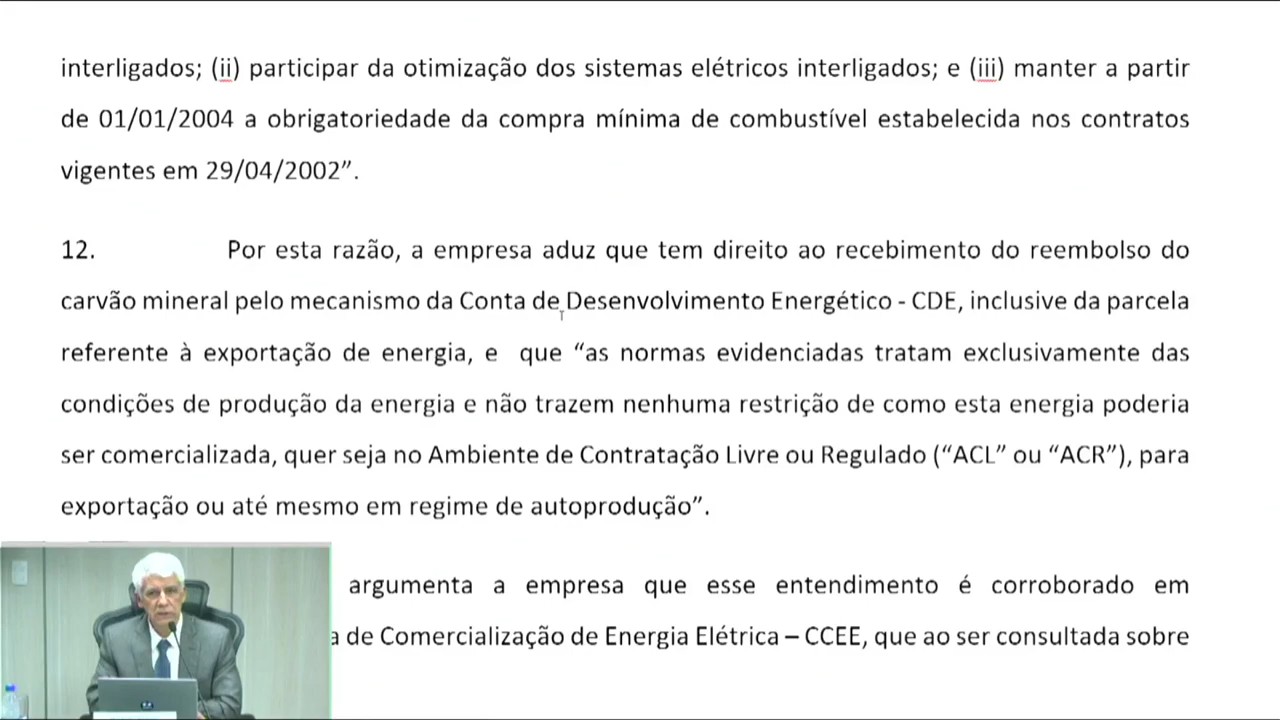 interligados; (ii) participar da otimização dos sistemas elétricos interligados; e (iii) manter a partir
de 01/01/2004 a obrigatoriedade da compra mínima de combustível estabelecida nos contratos
vigentes em 29/04/2002”.
12. Por esta razão, a empresa aduz que tem direito ao recebimento do reembolso do
carvão mineral pelo mecanismo da Conta de Desenvolvimento Energético - CDE, inclusive da parcela
referente à exportação de energia, e que “as normas evidenciadas tratam exclusivamente das
condições de produção da energia e não trazem nenhuma restrição de como esta energia poderia
ser comercializada, quer seja no Ambiente de Contratação Livre ou Regulado (“ACL” ou “ACR”), para
exportação ou até mesmo em regime de autoprodução”.
argumenta a empresa que esse entendimento é corroborado em
a de Comercialização de Energia Elétrica – CCEE, que ao ser consultada sobre